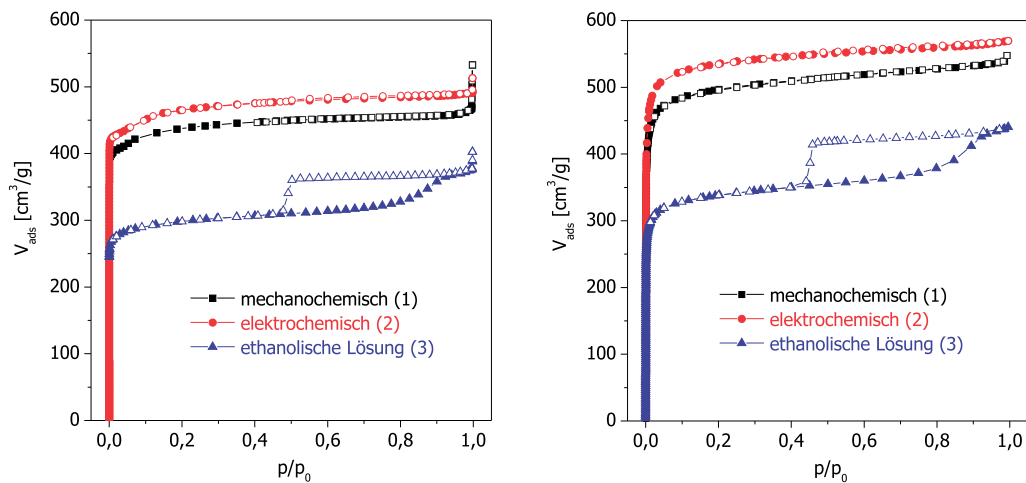 600
500
400
300
200
100
0
V_ads [cm³/g]
mechanochemisch (1)
elektrochemisch (2)
ethanolische Lösung (3)
0,0 0,2 0,4 0,6 0,8 1,0
p/p₀
600
500
400
300
200
100
0
V_ads [cm³/g]
mechanochemisch (1)
elektrochemisch (2)
ethanolische Lösung (3)
0,0 0,2 0,4 0,6 0,8 1,0
p/p₀